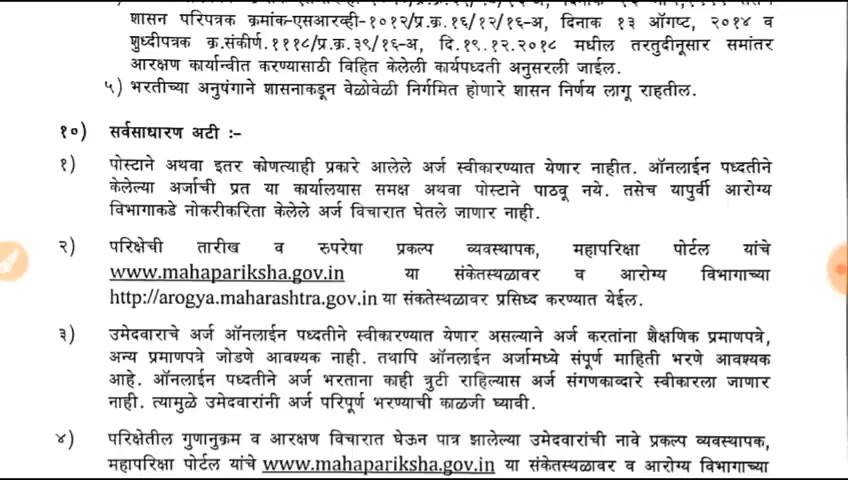 शासन परिपत्रक क्रमांक-एसआरव्ही-१०१२/प्र.क्र.१६/१२/१६-अ, दिनाक १३ ऑगष्ट, २०१४ व
शुध्दीपत्रक क्र.संकीर्ण.१११८/प्र.क्र.३९/१६-अ, दि.१९.१२.२०१८ मधील तरतुदीनूसार समांतर
आरक्षण कार्यान्वीत करण्यासाठी विहित केलेली कार्यपध्दती अनुसरली जाईल.
५) भरतीच्या अनुषंगाने शासनाकडून वेळोवेळी निर्गमित होणारे शासन निर्णय लागू राहतील.
१०) सर्वसाधारण अटी :-
१) पोस्टाने अथवा इतर कोणत्याही प्रकारे आलेले अर्ज स्वीकारण्यात येणार नाहीत. ऑनलाईन पध्दतीने
केलेल्या अर्जाची प्रत या कार्यालयास समक्ष अथवा पोस्टाने पाठवू नये. तसेच यापुर्वी आरोग्य
विभागाकडे नोकरीकरिता केलेले अर्ज विचारात घेतले जाणार नाही.
२) परिक्षेची तारीख व रुपरेषा प्रकल्प व्यवस्थापक, महापरिक्षा पोर्टल यांचे
www.mahapariksha.gov.in या संकेतस्थळावर व आरोग्य विभागाच्या
http://arogya.maharashtra.gov.in या संकतेस्थळावर प्रसिध्द करण्यात येईल.
३) उमेदवाराचे अर्ज ऑनलाईन पध्दतीने स्वीकारण्यात येणार असल्याने अर्ज करतांना शैक्षणिक प्रमाणपत्रे,
अन्य प्रमाणपत्रे जोडणे आवश्यक नाही. तथापि ऑनलाईन अर्जामध्ये संपूर्ण माहिती भरणे आवश्यक
आहे. ऑनलाईन पध्दतीने अर्ज भरताना काही त्रुटी राहिल्यास अर्ज संगणकाव्दारे स्वीकारला जाणार
नाही. त्यामुळे उमेदवारांनी अर्ज परिपूर्ण भरण्याची काळजी घ्यावी.
४) परिक्षेतील गुणानुक्रम व आरक्षण विचारात घेऊन पात्र झालेल्या उमेदवारांची नावे प्रकल्प व्यवस्थापक,
महापरिक्षा पोर्टल यांचे www.mahapariksha.gov.in या संकेतस्थळावर व आरोग्य विभागाच्या